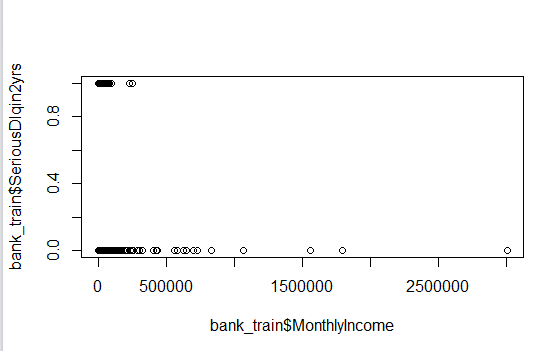 bank_train$SeriousDlqin2yrs
0.8
0.4
0.0
0 500000 1500000 2500000
bank_train$MonthlyIncome